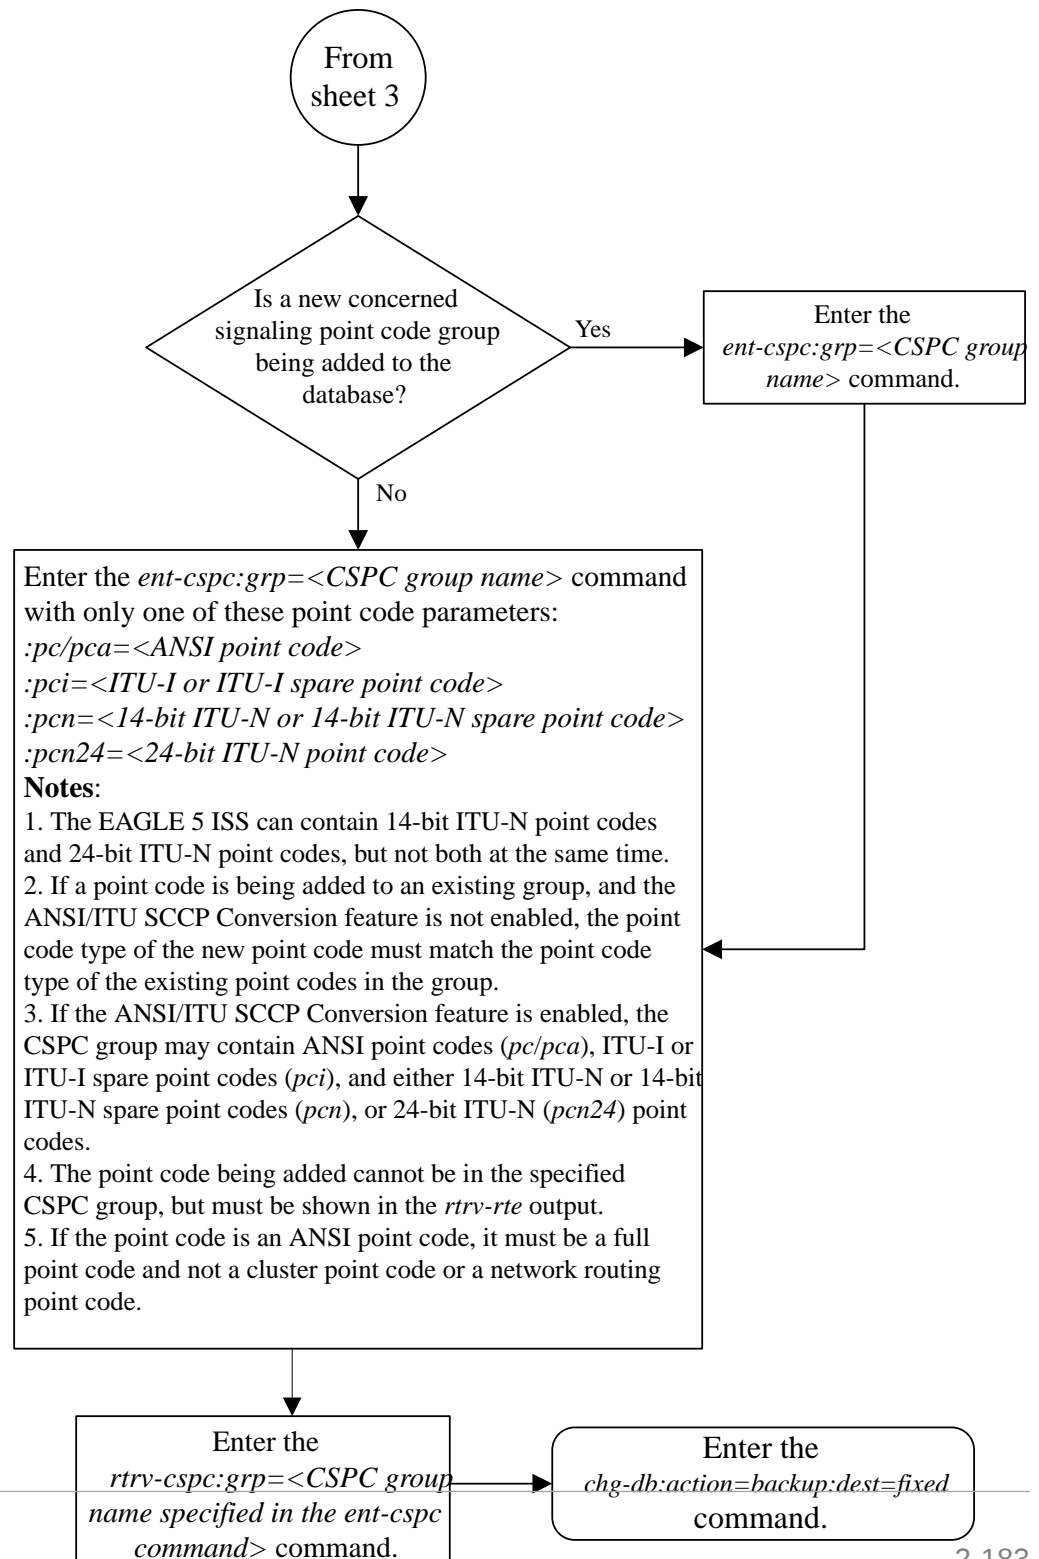 From
sheet 3
Is a new concerned
signaling point code group
being added to the
database?
Yes
Enter the
ent-cspc:grp=<CSPC group
name> command.
No
Enter the ent-cspc:grp=<CSPC group name> command
with only one of these point code parameters:
:pc/pca=<ANSI point code>
:pci=<ITU-I or ITU-I spare point code>
:pcn=<14-bit ITU-N or 14-bit ITU-N spare point code>
:pcn24=<24-bit ITU-N point code>
Notes:
1. The EAGLE 5 ISS can contain 14-bit ITU-N point codes
and 24-bit ITU-N point codes, but not both at the same time.
2. If a point code is being added to an existing group, and the
ANSI/ITU SCCP Conversion feature is not enabled, the point
code type of the new point code must match the point code
type of the existing point codes in the group.
3. If the ANSI/ITU SCCP Conversion feature is enabled, the
CSPC group may contain ANSI point codes (pc/pca), ITU-I or
ITU-I spare point codes (pci), and either 14-bit ITU-N or 14-bit
ITU-N spare point codes (pcn), or 24-bit ITU-N (pcn24) point
codes.
4. The point code being added cannot be in the specified
CSPC group, but must be shown in the rtrv-rte output.
5. If the point code is an ANSI point code, it must be a full
point code and not a cluster point code or a network routing
point code.
Enter the
rtrv-cspc:grp=<CSPC group
name specified in the ent-cspc
command> command.
Enter the
chg-db:action=backup:dest=fixed
command.
2-183